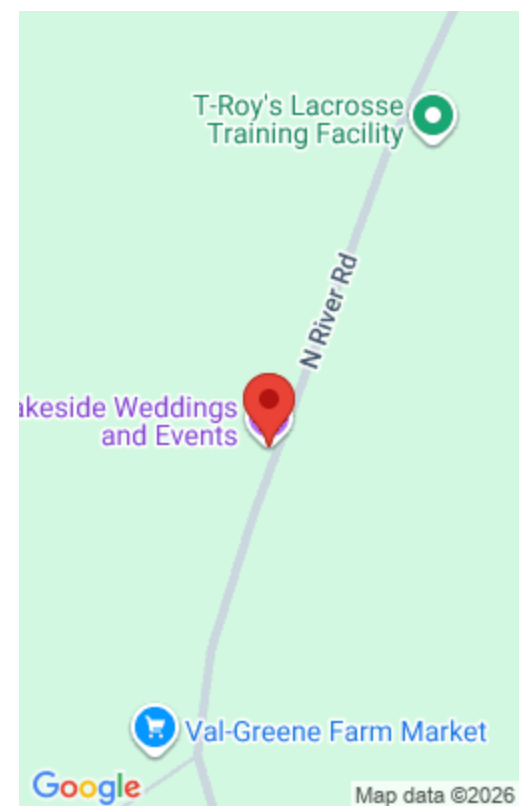 T-Roy's Lacrosse
Training Facility
N River Rd
akeside Weddings
and Events
Val-Greene Farm Market
Google
Map data ©2026